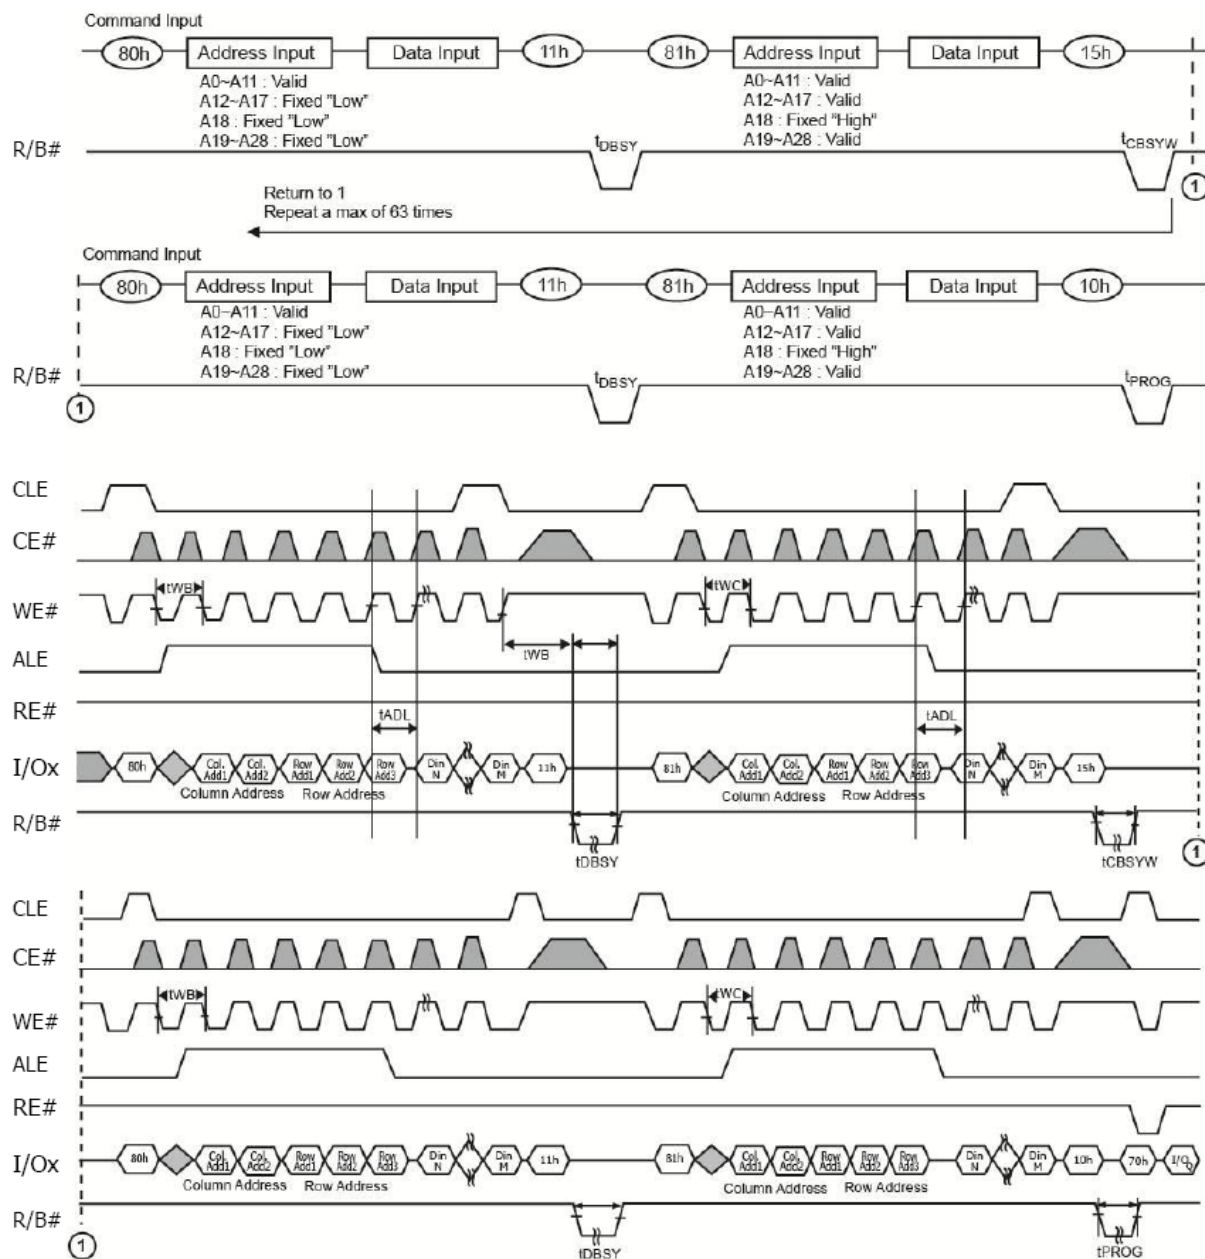 Command Input
80h Address Input Data Input 11h 81h Address Input Data Input 15h
A0~A11 : Valid A0~A11 : Valid
A12~A17 : Fixed "Low" A12~A17 : Valid
A18 : Fixed "Low" A18 : Fixed "High"
A19~A28 : Fixed "Low" A19~A28 : Valid
R/B# tDBSY tCBSYW
1
Return to 1
Repeat a max of 63 times
Command Input
80h Address Input Data Input 11h 81h Address Input Data Input 10h
A0~A11 : Valid A0~A11 : Valid
A12~A17 : Fixed "Low" A12~A17 : Valid
A18 : Fixed "Low" A18 : Fixed "High"
A19~A28 : Fixed "Low" A19~A28 : Valid
R/B# tDBSY tPROG
1
CLE
CE#
WE# tWB tWC
tWB
ALE
RE#
tADL tADL
I/Ox 80h Col. Add1 Col. Add2 Row Add1 Row Add2 Row Add3 Din N Din M 11h 81h Col. Add1 Col. Add2 Row Add1 Row Add2 Row Add3 Din N Din M 15h
Column Address Row Address Column Address Row Address
R/B#
tDBSY tCBSYW 1
CLE
CE#
WE# tWB tWC
ALE
RE#
I/Ox 80h Col. Add1 Col. Add2 Row Add1 Row Add2 Row Add3 Din N Din M 11h 81h Col. Add1 Col. Add2 Row Add1 Row Add2 Row Add3 Din N Din M 10h 70h I/O0
Column Address Row Address Column Address Row Address
R/B#
1 tDBSY tPROG